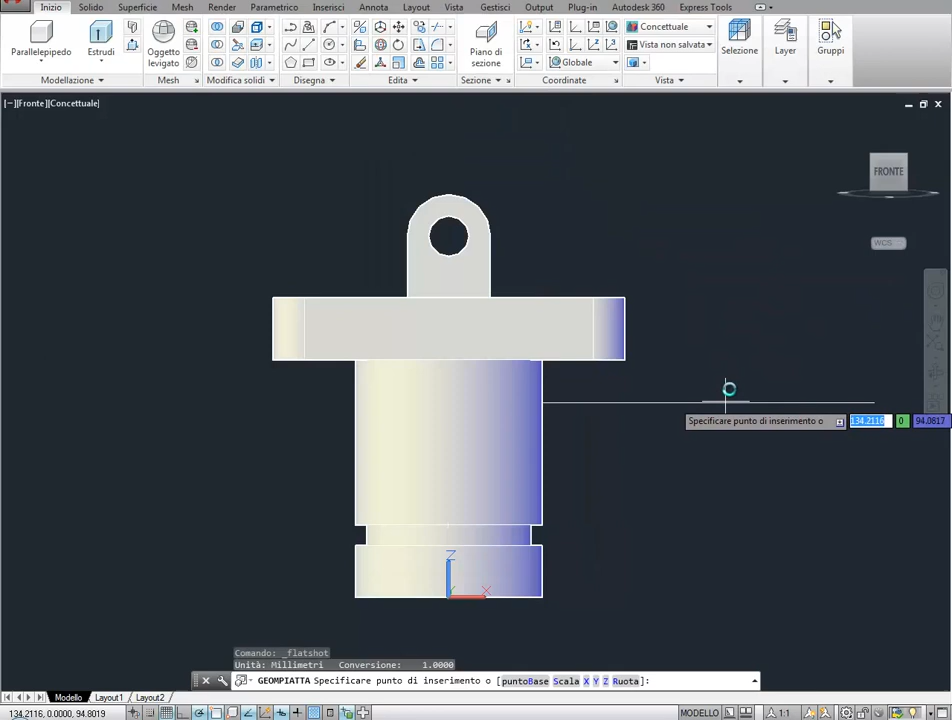 Inizio Solido Superficie Mesh Render Parametrico Inserisci Annota Layout Vista Gestisci Output Plug-in Autodesk 360 Express Tools
Parallelepipedo Estrudi Oggetto levigato Piano di sezione Concettuale Vista non salvata Globale Selezione Layer Gruppi
Modellazione Mesh Modifica solidi Disegna Edita Sezione Coordinate Vista
[−][Fronte][Concettuale]
FRONTE
WCS
Specificare punto di inserimento o 134.2116 0 94.0817
Z
X
Comando: _flatshot
Unità: Millimetri Conversione: 1.0000
GEOMPIATTA Specificare punto di inserimento o [puntoBase Scala X Y Z Ruota]:
Modello Layout1 Layout2
134.2116, 0.0000, 94.8019 MODELLO 1:1